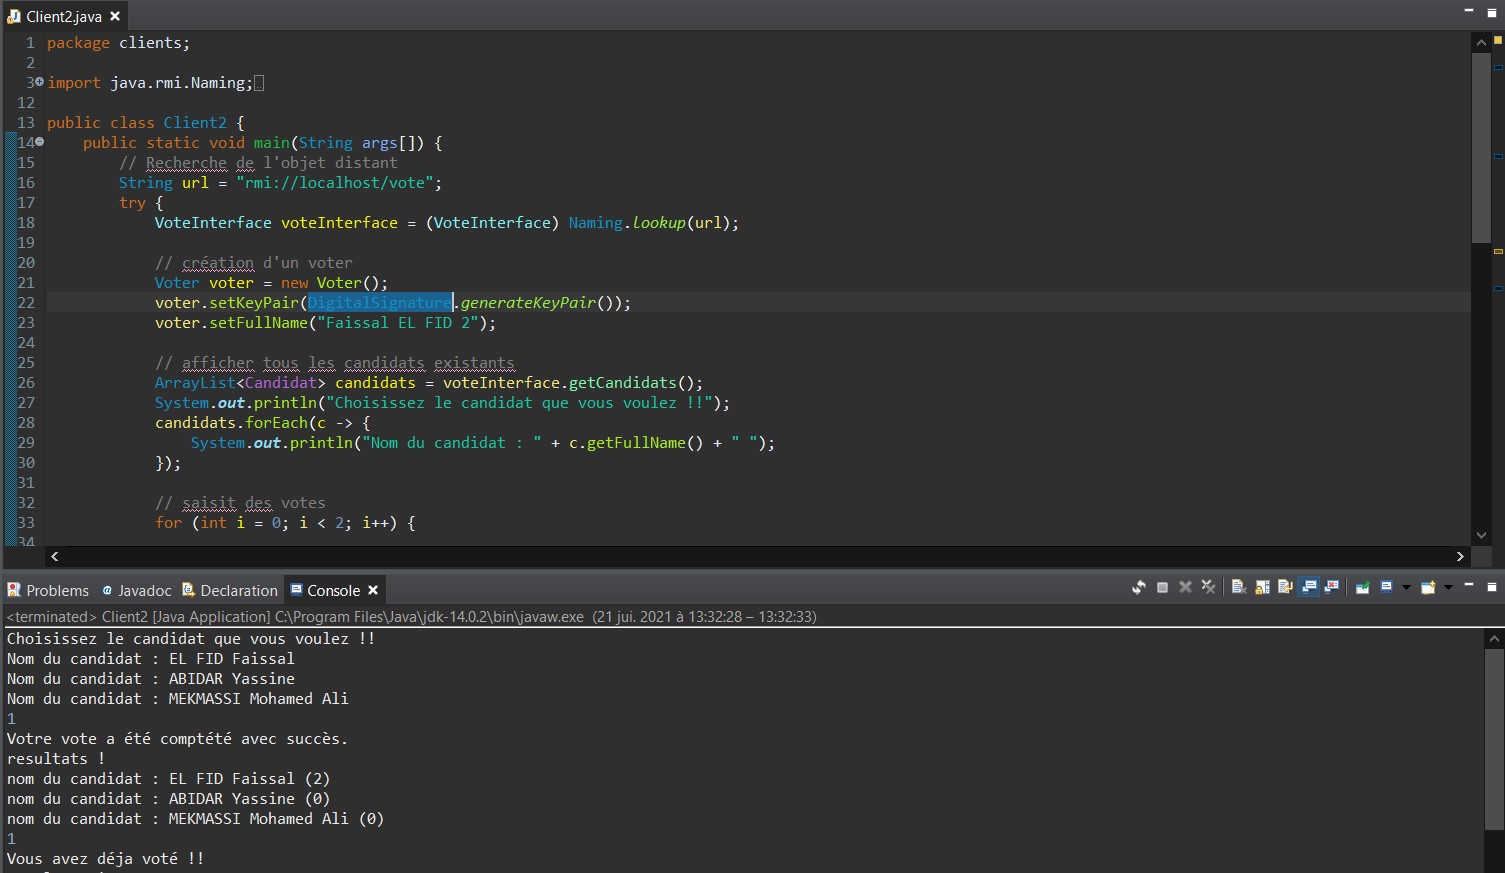 Client2.java
1 package clients;
2
3 import java.rmi.Naming;
12
13 public class Client2 {
14 public static void main(String args[]) {
15 // Recherche de l'objet distant
16 String url = "rmi://localhost/vote";
17 try {
18 VoteInterface voteInterface = (VoteInterface) Naming.lookup(url);
19
20 // création d'un voter
21 Voter voter = new Voter();
22 voter.setKeyPair(DigitalSignature.generateKeyPair());
23 voter.setFullName("Faissal EL FID 2");
24
25 // afficher tous les candidats existants
26 ArrayList<Candidat> candidats = voteInterface.getCandidats();
27 System.out.println("Choisissez le candidat que vous voulez !!");
28 candidats.forEach(c -> {
29 System.out.println("Nom du candidat : " + c.getFullName() + " ");
30 });
31
32 // saisit des votes
33 for (int i = 0; i < 2; i++) {
34
Problems Javadoc Declaration Console
<terminated> Client2 [Java Application] C:\Program Files\Java\jdk-14.0.2\bin\javaw.exe (21 jui. 2021 à 13:32:28 – 13:32:33)
Choisissez le candidat que vous voulez !!
Nom du candidat : EL FID Faissal
Nom du candidat : ABIDAR Yassine
Nom du candidat : MEKMASSI Mohamed Ali
1
Votre vote a été comptété avec succès.
resultats !
nom du candidat : EL FID Faissal (2)
nom du candidat : ABIDAR Yassine (0)
nom du candidat : MEKMASSI Mohamed Ali (0)
1
Vous avez déja voté !!